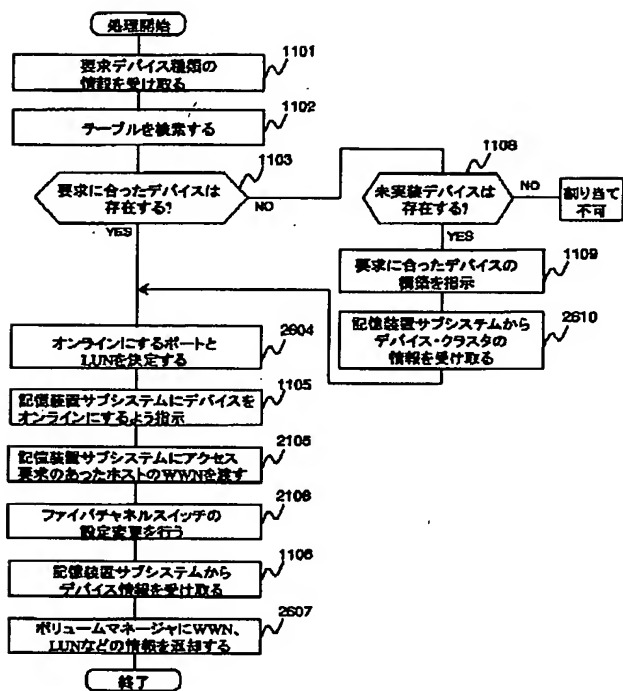 処理開始
1101
要求デバイス種類の
情報を受け取る
1102
テーブルを検索する
1103
要求に合ったデバイスは
存在する?
NO
YES
1108
未実装デバイスは
存在する?
NO
YES
割り当て
不可
1109
要求に合ったデバイスの
構築を指示
2610
記憶装置サブシステムから
デバイス・クラスタの
情報を受け取る
2604
オンラインにするポートと
LUNを決定する
1105
記憶装置サブシステムにデバイスを
オンラインにするよう指示
2105
記憶装置サブシステムにアクセス
要求のあったホストのWWNを渡す
2106
ファイバチャネルスイッチの
設定変更を行う
1106
記憶装置サブシステムから
デバイス情報を受け取る
2607
ボリュームマネージャにWWN、
LUNなどの情報を返却する
終了